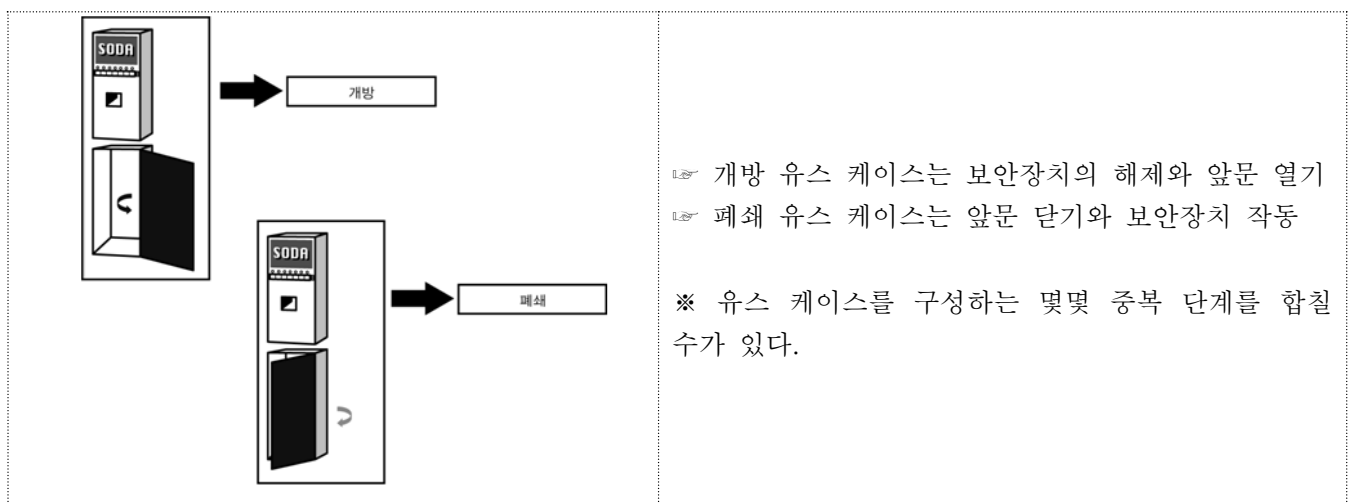 SODA
개방
SODA
폐쇄
☞ 개방 유스 케이스는 보안장치의 해제와 앞문 열기
☞ 폐쇄 유스 케이스는 앞문 닫기와 보안장치 작동
※ 유스 케이스를 구성하는 몇몇 중복 단계를 합칠
수가 있다.